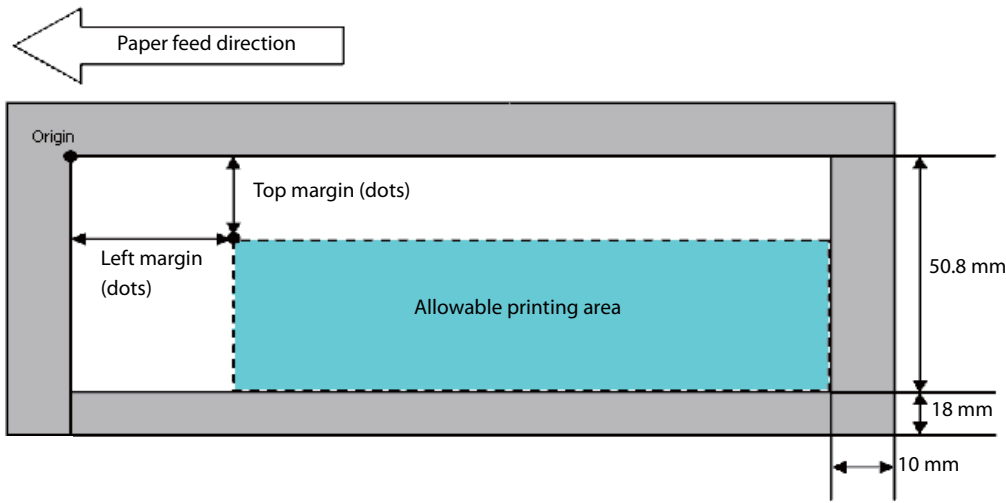 Paper feed direction
Origin
Top margin (dots)
Left margin
(dots)
50.8 mm
Allowable printing area
18 mm
10 mm